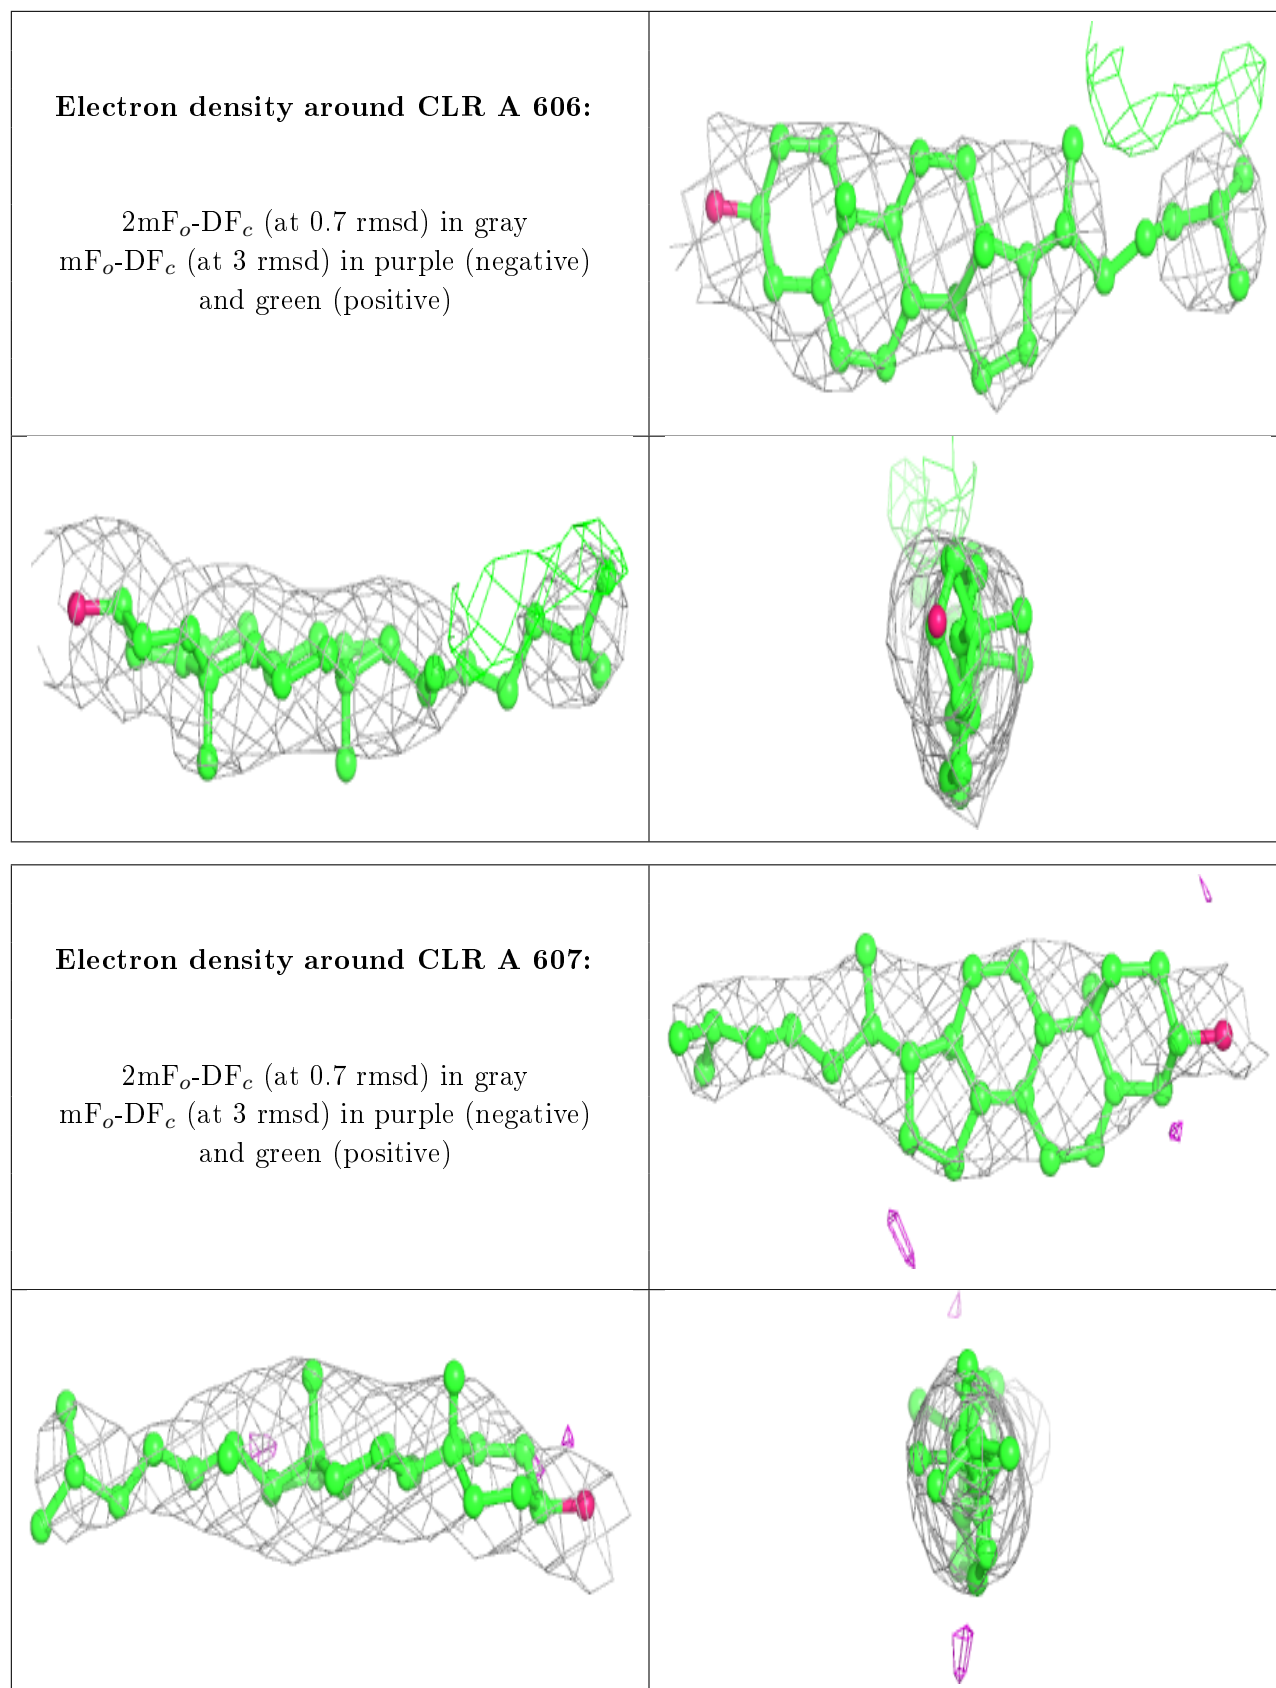 Electron density around CLR A 606:
2mFₒ-DF𝒸 (at 0.7 rmsd) in gray
mFₒ-DF𝒸 (at 3 rmsd) in purple (negative)
and green (positive)
Electron density around CLR A 607:
2mFₒ-DF𝒸 (at 0.7 rmsd) in gray
mFₒ-DF𝒸 (at 3 rmsd) in purple (negative)
and green (positive)